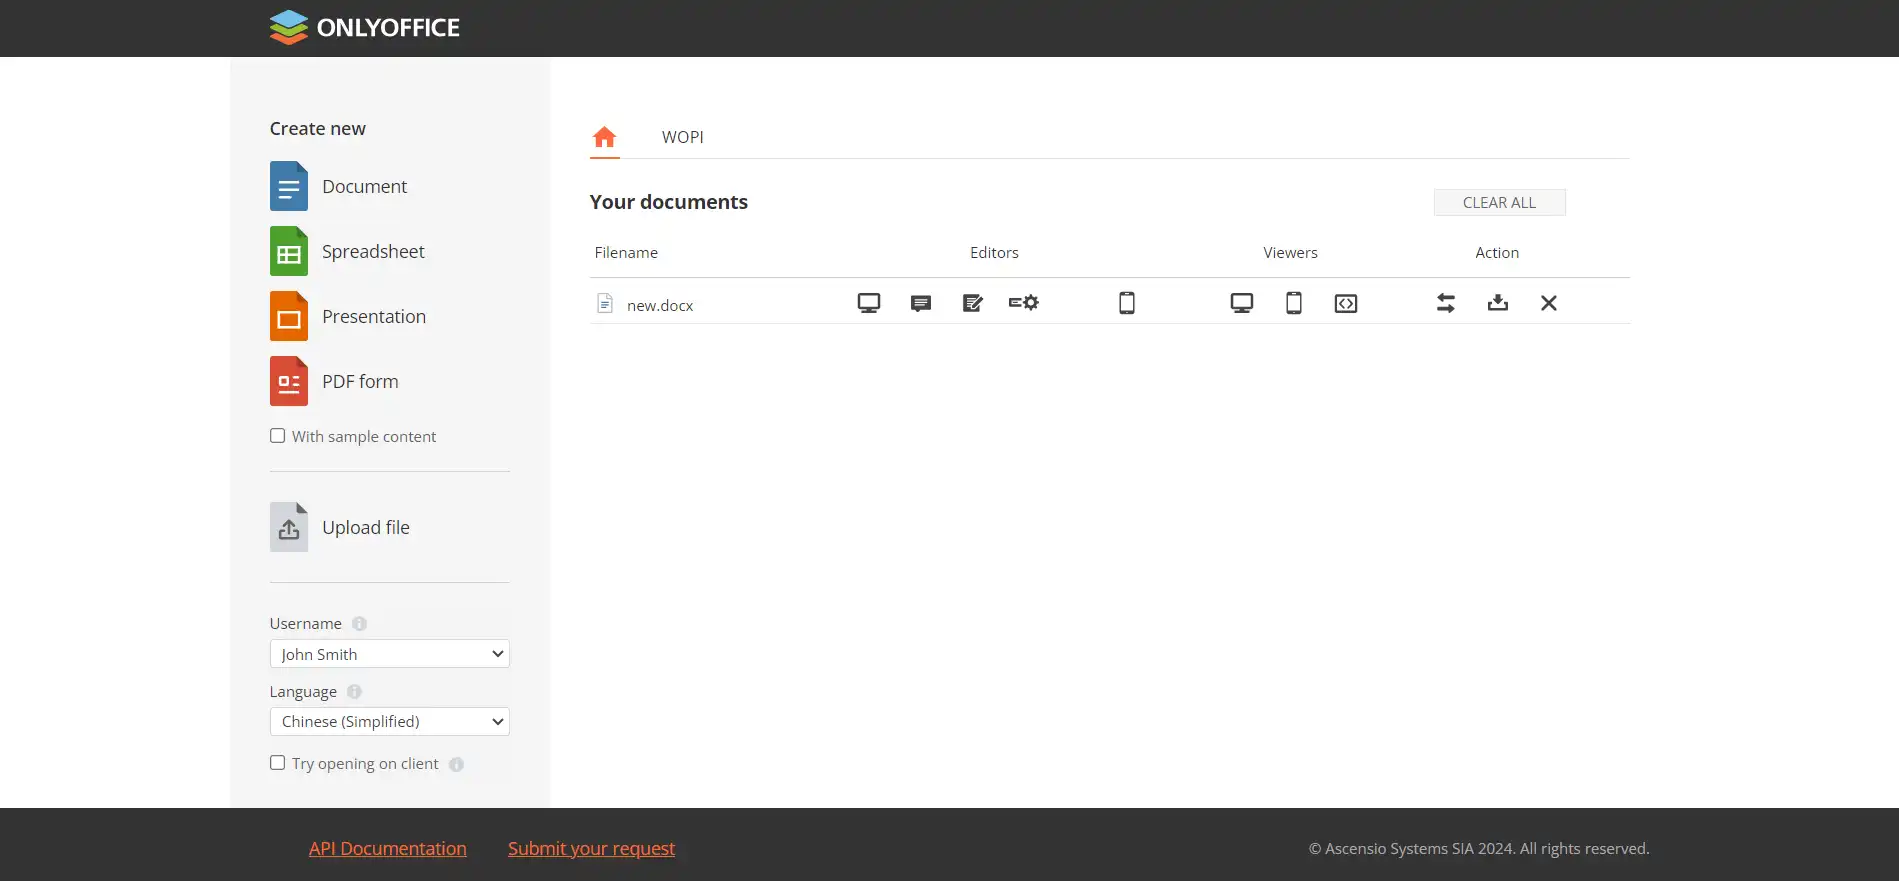 ONLYOFFICE
Create new
Document
Spreadsheet
Presentation
PDF form
With sample content
Upload file
Username
John Smith
Language
Chinese (Simplified)
Try opening on client
WOPI
Your documents
CLEAR ALL
Filename Editors Viewers Action
new.docx
API Documentation Submit your request © Ascensio Systems SIA 2024. All rights reserved.